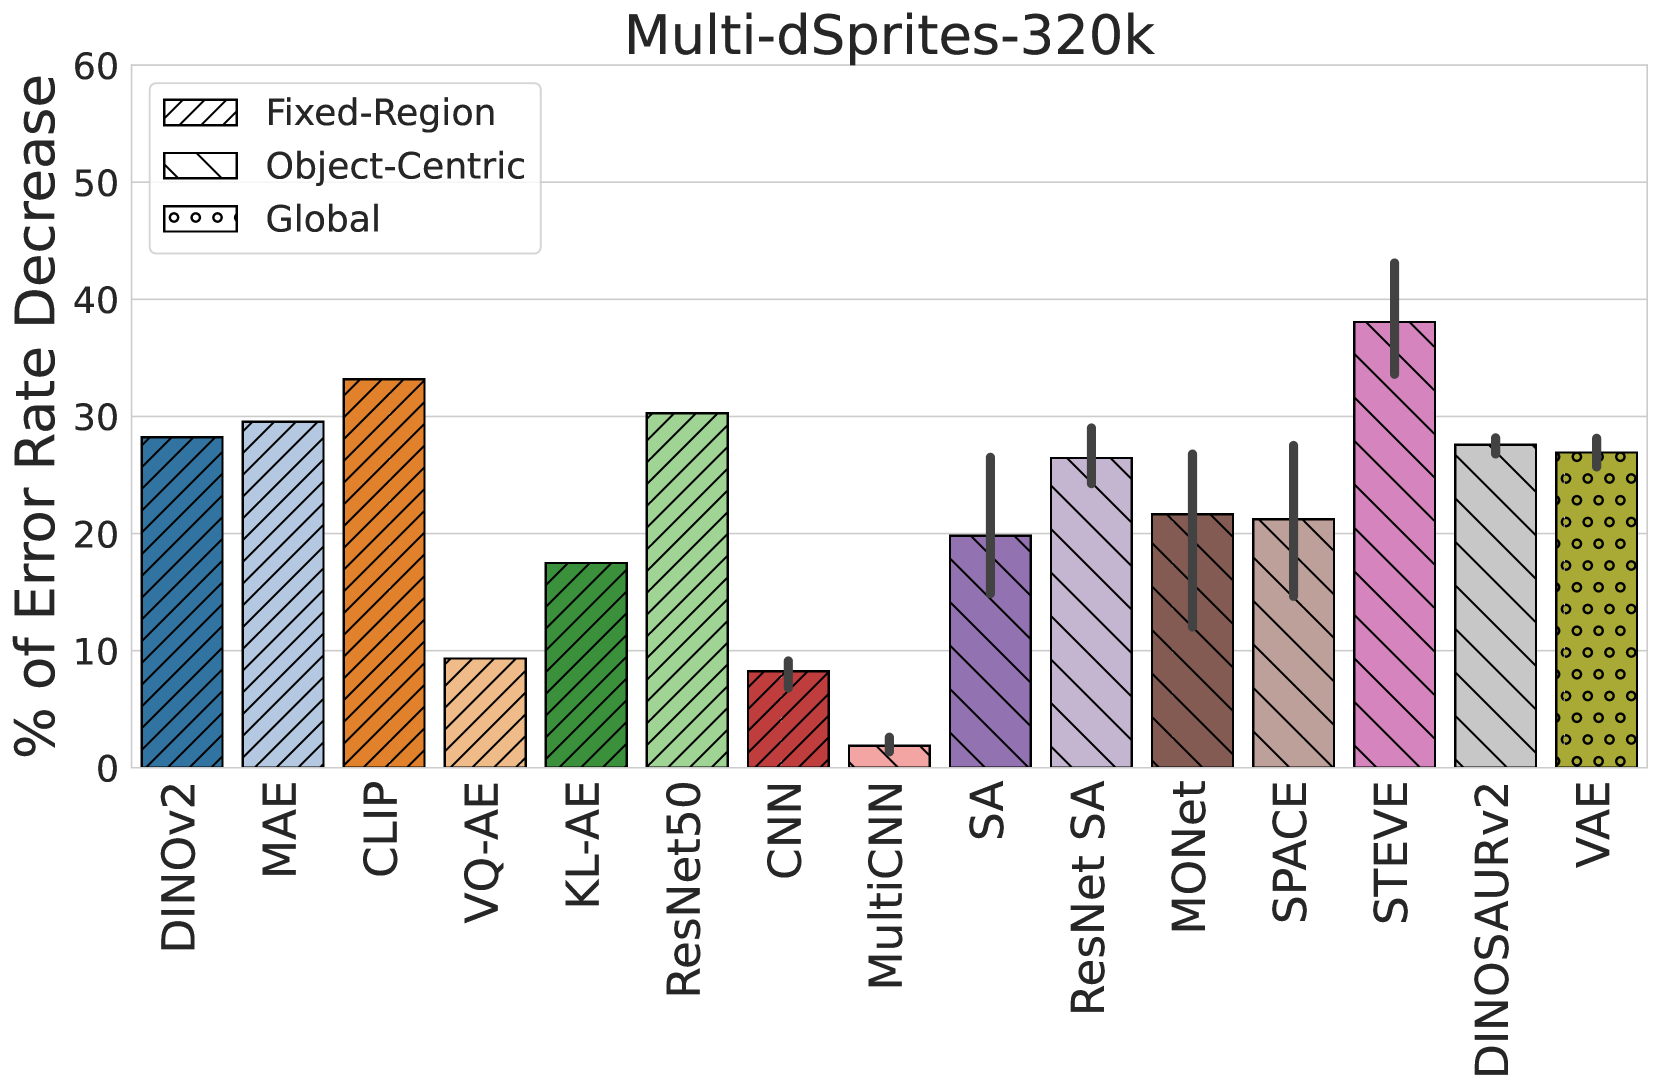 Multi-dSprites-320k
% of Error Rate Decrease
60
50
40
30
20
10
0
Fixed-Region
Object-Centric
Global
DINOv2
MAE
CLIP
VQ-AE
KL-AE
ResNet50
CNN
MultiCNN
SA
ResNet SA
MONet
SPACE
STEVE
DINOSAURv2
VAE